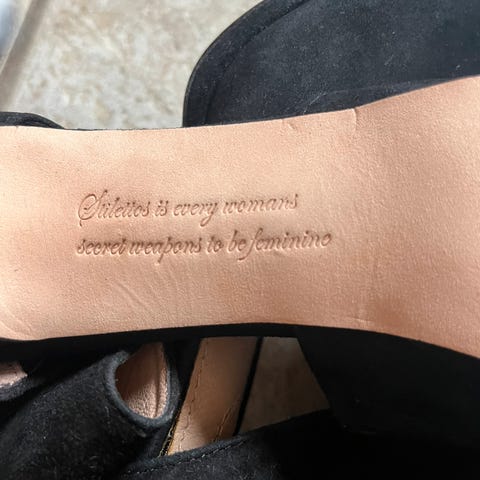 Stilettos is every womans
secret weapons to be feminine